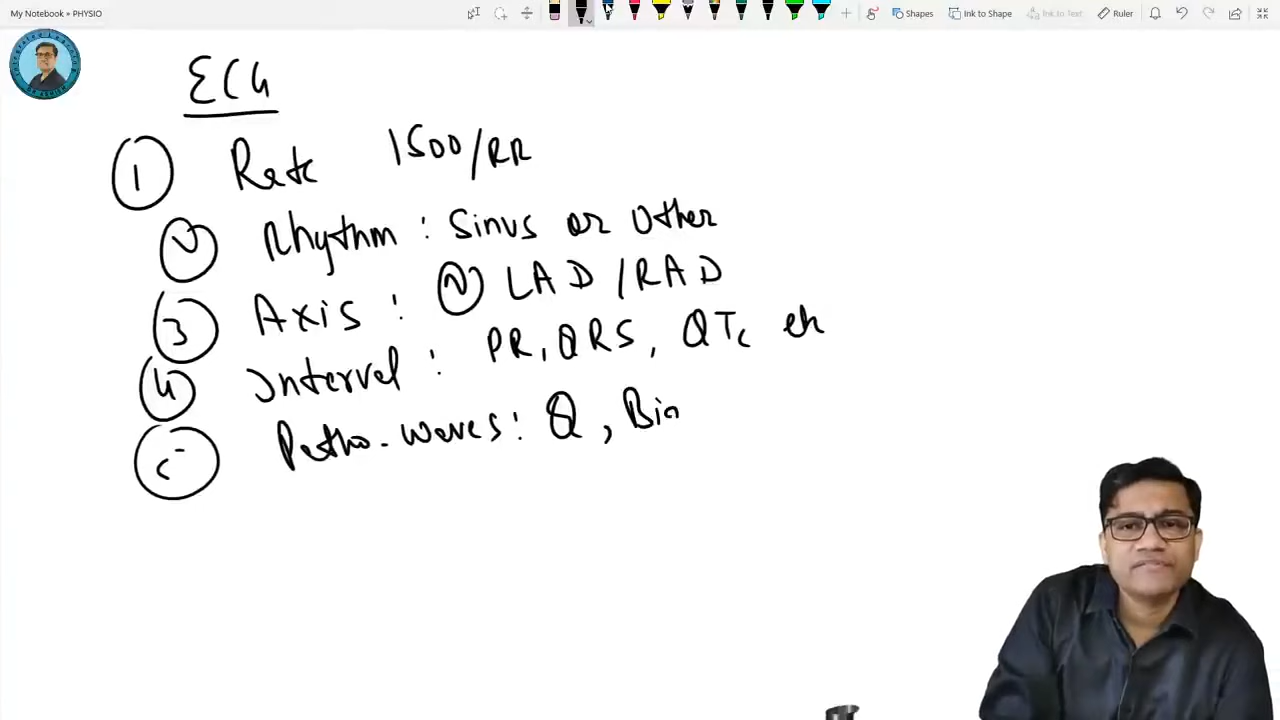 My Notebook » PHYSIO
Shapes
Ink to Shape
Ink to Text
Ruler
ECG
1 Rate 1500/RR
2 Rhythm : Sinus or Other
3 Axis : N LAD / RAD
4 Interval : PR, QRS, QTc etc
5 Patho-waves : Q, Bi